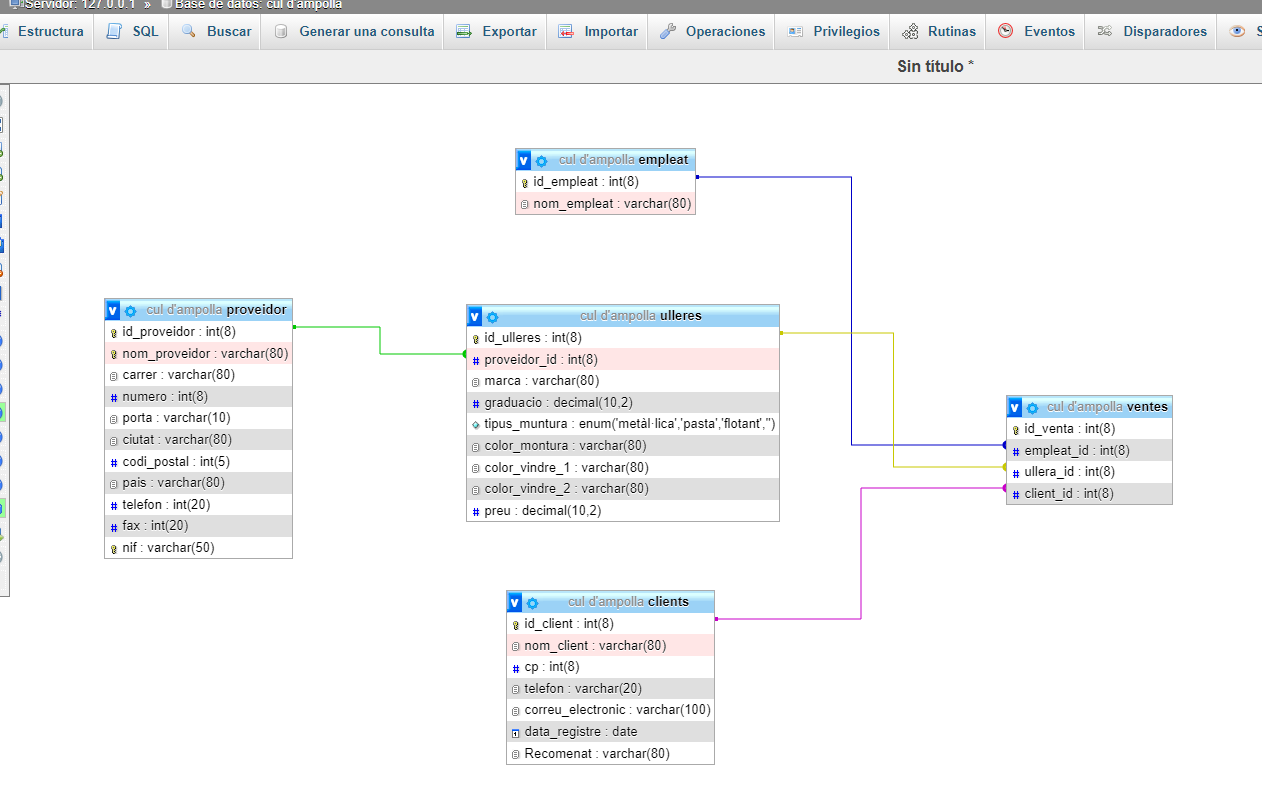 Servidor: 127.0.0.1 » Base de datos: cul d'ampolla
Estructura SQL Buscar Generar una consulta Exportar Importar Operaciones Privilegios Rutinas Eventos Disparadores S
Sin título *
v cul d'ampolla empleat
id_empleat : int(8)
nom_empleat : varchar(80)
v cul d'ampolla proveidor
id_proveidor : int(8)
nom_proveidor : varchar(80)
carrer : varchar(80)
# numero : int(8)
porta : varchar(10)
ciutat : varchar(80)
# codi_postal : int(5)
pais : varchar(80)
# telefon : int(20)
# fax : int(20)
nif : varchar(50)
v cul d'ampolla ulleres
id_ulleres : int(8)
# proveidor_id : int(8)
marca : varchar(80)
# graduacio : decimal(10,2)
tipus_muntura : enum('metàl·lica','pasta','flotant','')
color_montura : varchar(80)
color_vindre_1 : varchar(80)
color_vindre_2 : varchar(80)
# preu : decimal(10,2)
v cul d'ampolla ventes
id_venta : int(8)
# empleat_id : int(8)
# ullera_id : int(8)
# client_id : int(8)
v cul d'ampolla clients
id_client : int(8)
nom_client : varchar(80)
# cp : int(8)
telefon : varchar(20)
correu_electronic : varchar(100)
data_registre : date
Recomenat : varchar(80)